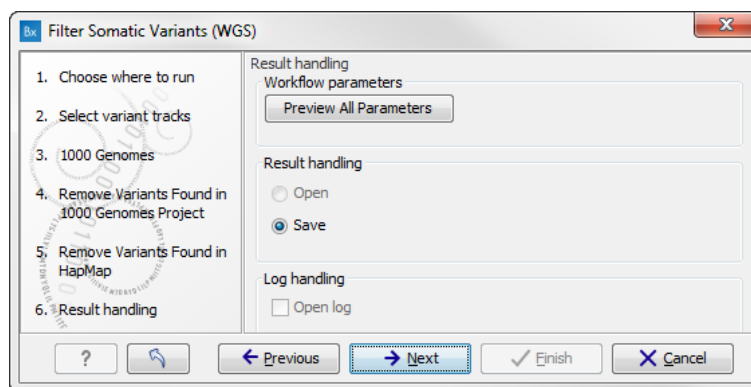 Bx Filter Somatic Variants (WGS)
1. Choose where to run
2. Select variant tracks
3. 1000 Genomes
4. Remove Variants Found in
1000 Genomes Project
5. Remove Variants Found in
HapMap
6. Result handling
Result handling
Workflow parameters
Preview All Parameters
Result handling
Open
Save
Log handling
Open log
?
Previous
Next
Finish
Cancel